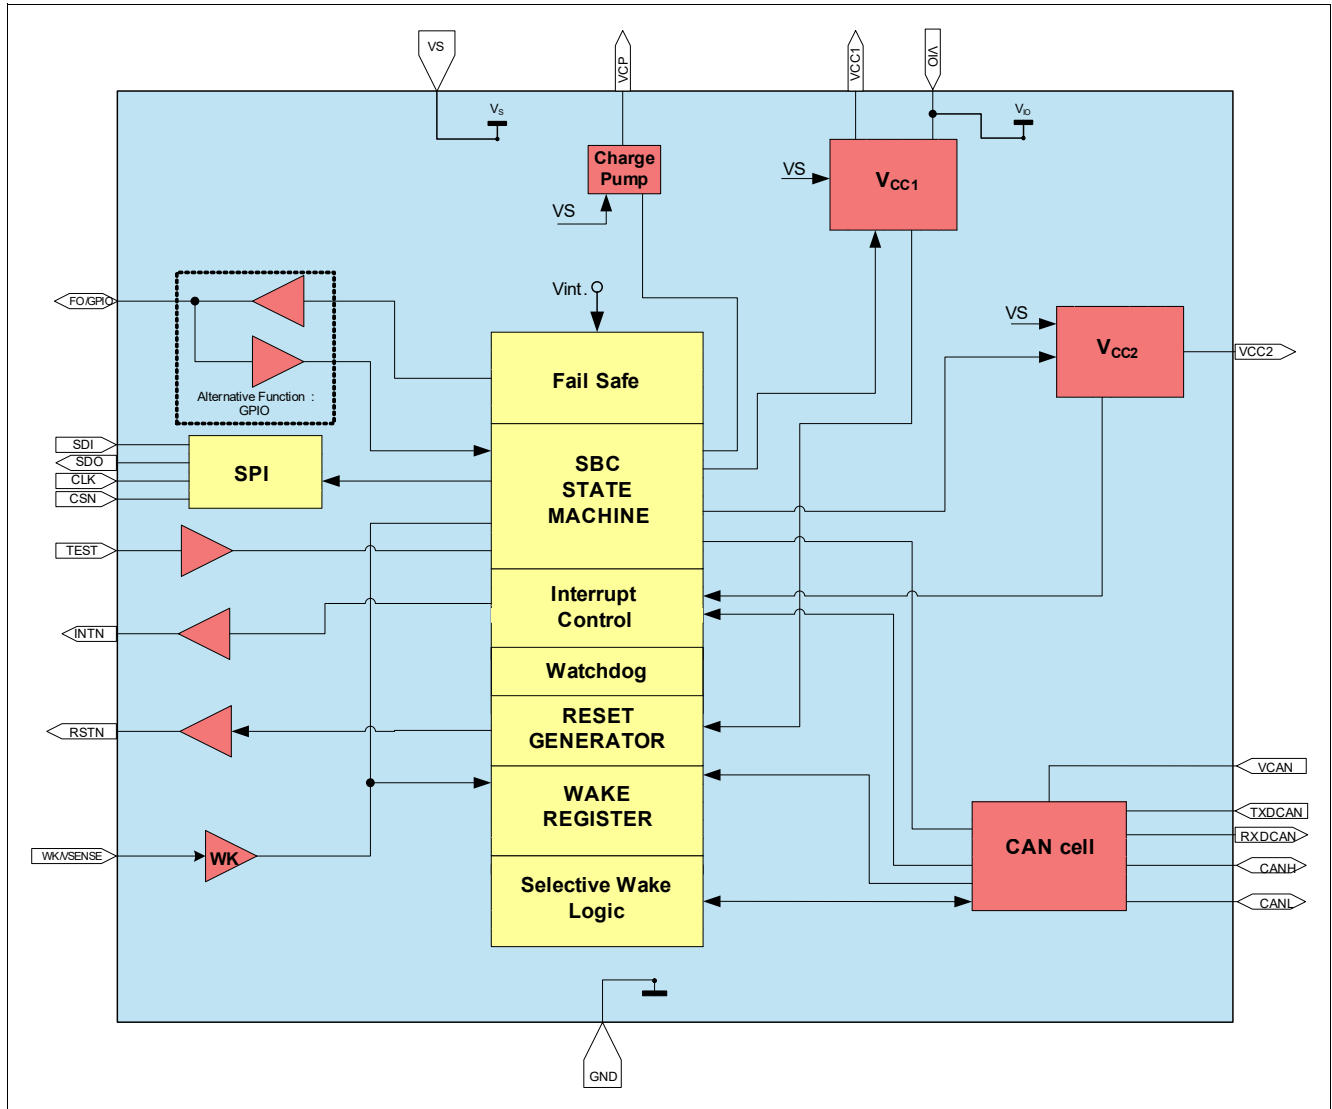 VS
VCP
VCC1
VIO
VS
VIO
Charge
Pump
VS
VS
VCC1
Vint.
FO/GPIO
Alternative Function :
GPIO
Fail Safe
VS
VCC2
VCC2
SDI
SDO
CLK
CSN
SPI
SBC
STATE
MACHINE
TEST
Interrupt
Control
INTN
Watchdog
RESET
GENERATOR
RSTN
WAKE
REGISTER
WK/VSENSE
WK
Selective Wake
Logic
CAN cell
VCAN
TXDCAN
RXDCAN
CANH
CANL
GND